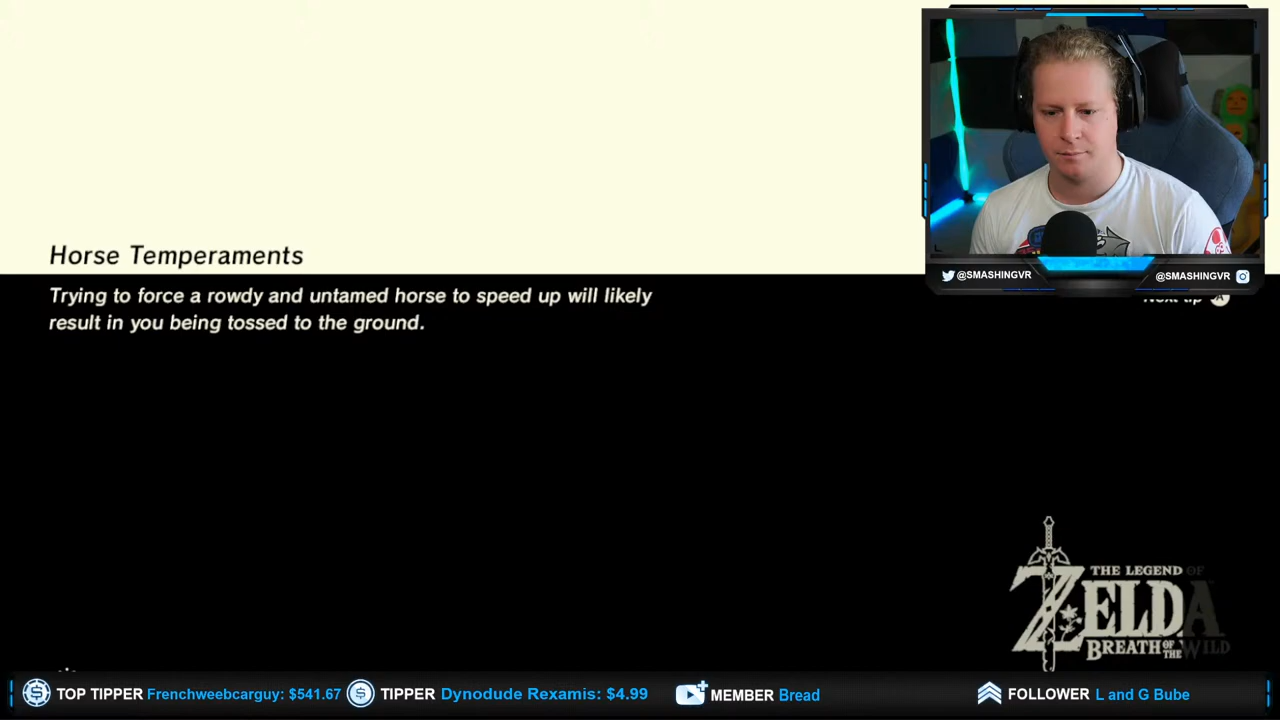 Horse Temperaments
Trying to force a rowdy and untamed horse to speed up will likely
result in you being tossed to the ground.
@SMASHINGVR
@SMASHINGVR
Next tip A
THE LEGEND OF
ZELDA
BREATH OF THE WILD
TOP TIPPER Frenchweebcarguy: $541.67
TIPPER Dynodude Rexamis: $4.99
MEMBER Bread
FOLLOWER L and G Bube